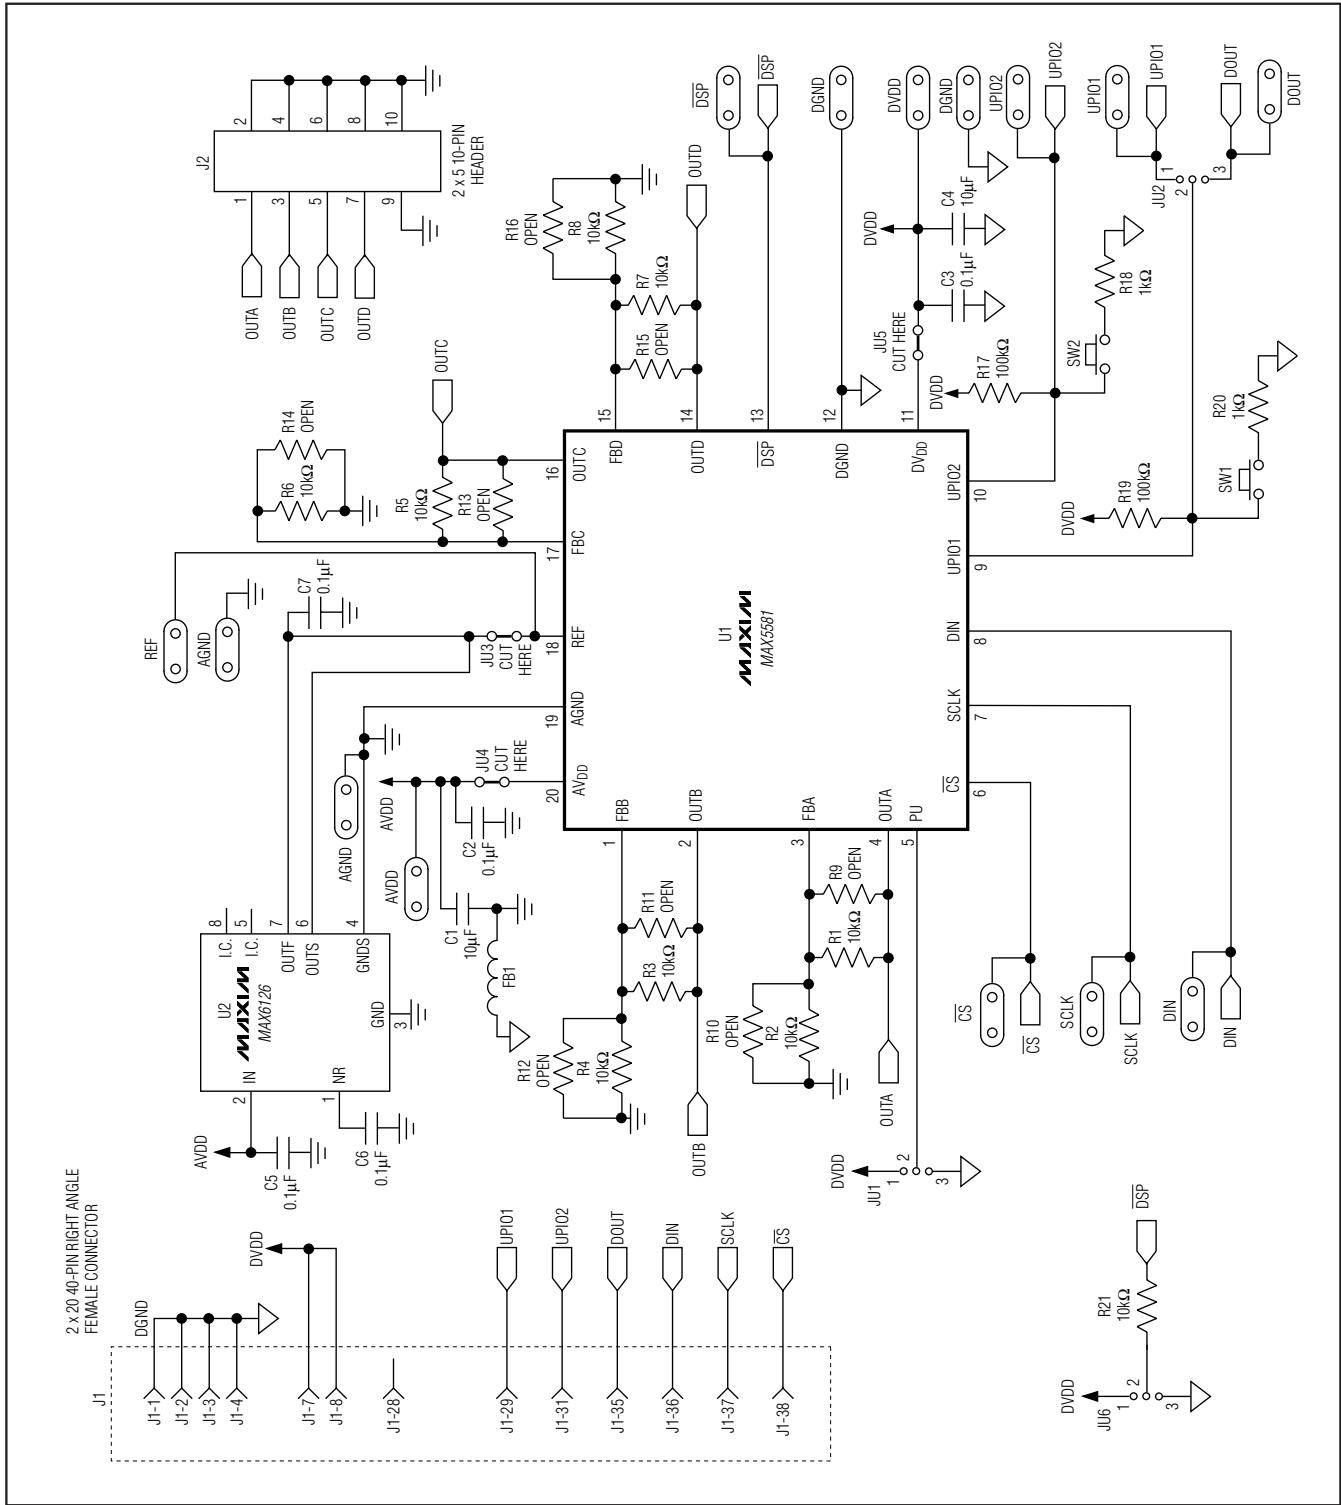 2 x 20 40-PIN RIGHT ANGLE
FEMALE CONNECTOR
J1
DGND
J1-1
J1-2
J1-3
J1-4
DVDD
J1-7
J1-8
J1-28
J1-29
UPIO1
J1-31
UPIO2
J1-35
DOUT
J1-36
DIN
J1-37
SCLK
J1-38
CS
DVDD
JU6
1
2
3
R21
10kΩ
DSP
AVDD
C5
0.1µF
C6
0.1µF
2
IN
1
NR
U2
MAXIM
MAX6126
GND
3
I.C.
8
I.C.
5
OUTF
7
OUTS
6
GNDS
4
AGND
AVDD
AVDD
C1
10µF
FB1
C2
0.1µF
JU4
CUT
HERE
REF
AGND
C7
0.1µF
JU3
CUT
HERE
R6
10kΩ
R14
OPEN
R5
10kΩ
R13
OPEN
OUTC
J2
2 x 5 10-PIN
HEADER
OUTA
1
2
OUTB
3
4
OUTC
5
6
OUTD
7
8
9
10
U1
MAXIM
MAX5581
20
AVDD
19
AGND
18
REF
17
FBC
16
OUTC
1
FBB
2
OUTB
3
FBA
4
OUTA
5
PU
6
CS
7
SCLK
8
DIN
9
UPIO1
10
UPIO2
11
DVDD
12
DGND
13
DSP
14
OUTD
15
FBD
R12
OPEN
R4
10kΩ
R3
10kΩ
R11
OPEN
OUTB
R10
OPEN
R2
10kΩ
R1
10kΩ
R9
OPEN
OUTA
DVDD
JU1
1
2
3
R16
OPEN
R8
10kΩ
R7
10kΩ
R15
OPEN
OUTD
DSP
DSP
DGND
DVDD
DVDD
C4
10µF
C3
0.1µF
JU5
CUT HERE
DGND
UPIO2
UPIO2
DVDD
R17
100kΩ
SW2
R18
1kΩ
UPIO1
UPIO1
DOUT
DOUT
JU2
1
2
3
DVDD
R19
100kΩ
SW1
R20
1kΩ
CS
CS
SCLK
SCLK
DIN
DIN